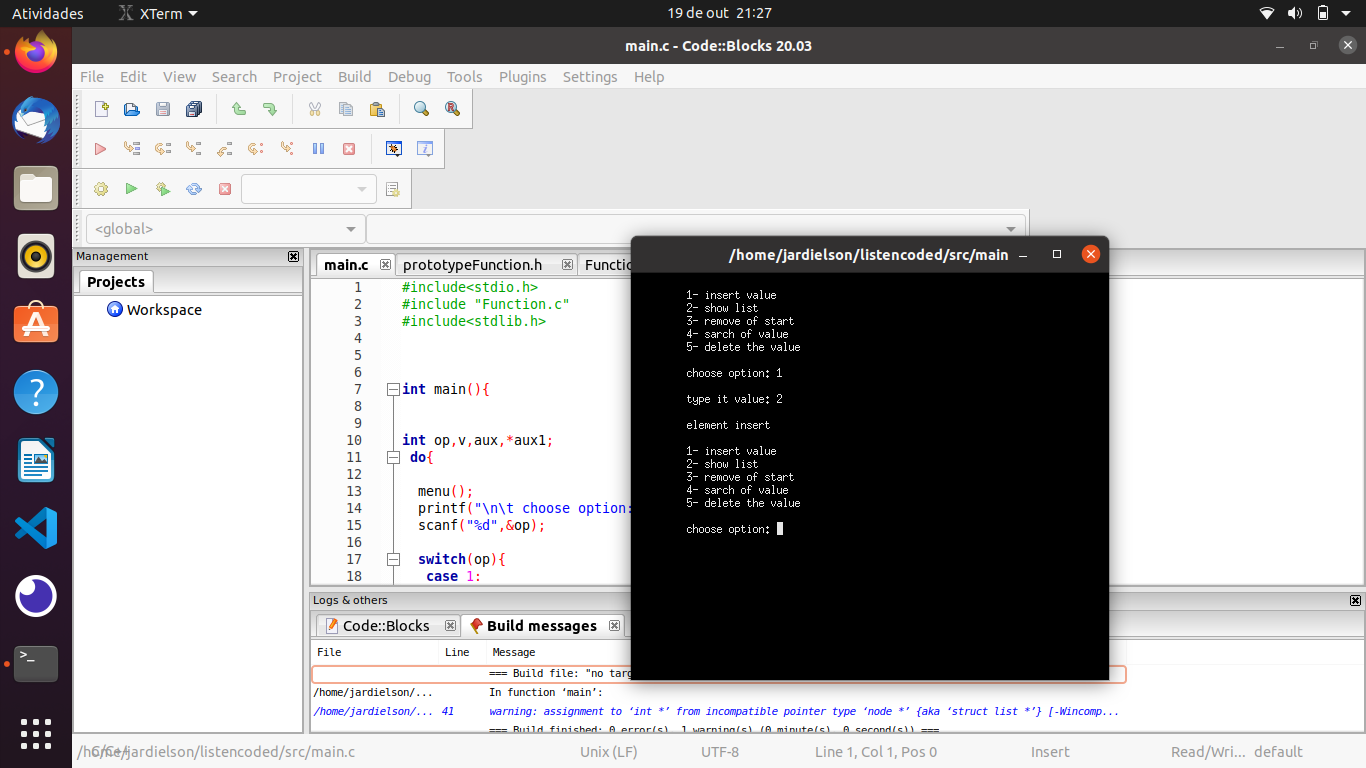 Atividades XTerm 19 de out 21:27
main.c - Code::Blocks 20.03
File Edit View Search Project Build Debug Tools Plugins Settings Help
<global>
Management
Projects
Workspace
main.c prototypeFunction.h Functio
1 #include<stdio.h>
2 #include "Function.c"
3 #include<stdlib.h>
4
5
6
7 int main(){
8
9
10 int op,v,aux,*aux1;
11 do{
12
13 menu();
14 printf("\n\t choose option:
15 scanf("%d",&op);
16
17 switch(op){
18 case 1:
/home/jardielson/listencoded/src/main
1- insert value
2- show list
3- remove of start
4- sarch of value
5- delete the value
choose option: 1
type it value: 2
element insert
1- insert value
2- show list
3- remove of start
4- sarch of value
5- delete the value
choose option:
Logs & others
Code::Blocks Build messages
File Line Message
=== Build file: "no targ
/home/jardielson/... In function ‘main’:
/home/jardielson/... 41 warning: assignment to ‘int *’ from incompatible pointer type ‘node *’ {aka ‘struct list *’} [-Wincomp...
=== Build finished: 0 error(s), 1 warning(s) (0 minute(s), 0 second(s)) ===
/home/jardielson/listencoded/src/main.c C/C++ Unix (LF) UTF-8 Line 1, Col 1, Pos 0 Insert Read/Wri... default